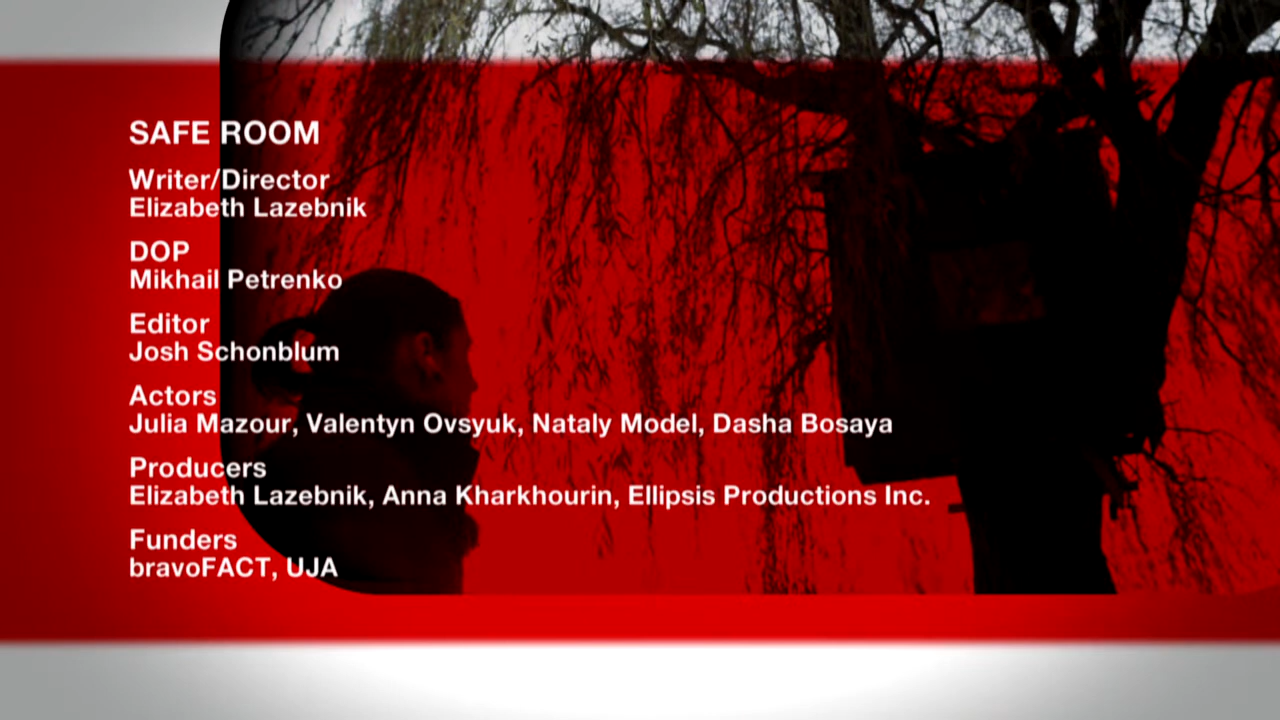 SAFE ROOM
Writer/Director
Elizabeth Lazebnik
DOP
Mikhail Petrenko
Editor
Josh Schonblum
Actors
Julia Mazour, Valentyn Ovsyuk, Nataly Model, Dasha Bosaya
Producers
Elizabeth Lazebnik, Anna Kharkhourin, Ellipsis Productions Inc.
Funders
bravoFACT, UJA